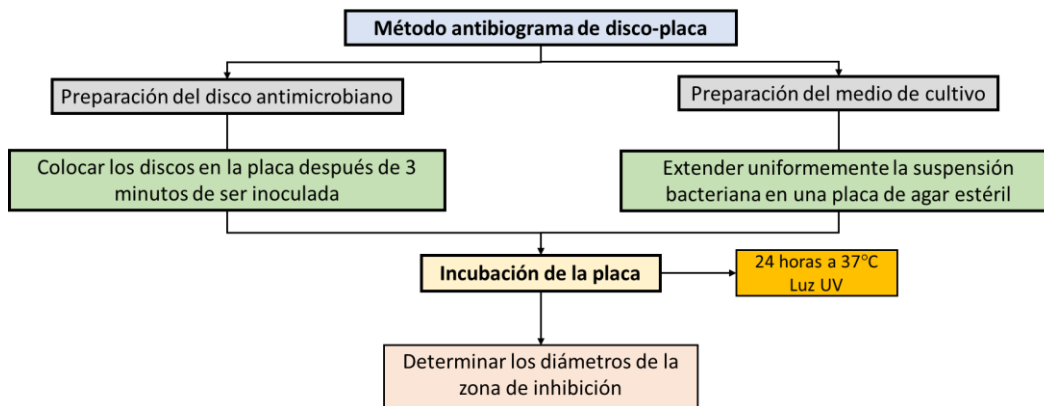 Método antibiograma de disco-placa
Preparación del disco antimicrobiano
Preparación del medio de cultivo
Colocar los discos en la placa después de 3
minutos de ser inoculada
Extender uniformemente la suspensión
bacteriana en una placa de agar estéril
Incubación de la placa
24 horas a 37°C
Luz UV
Determinar los diámetros de la
zona de inhibición